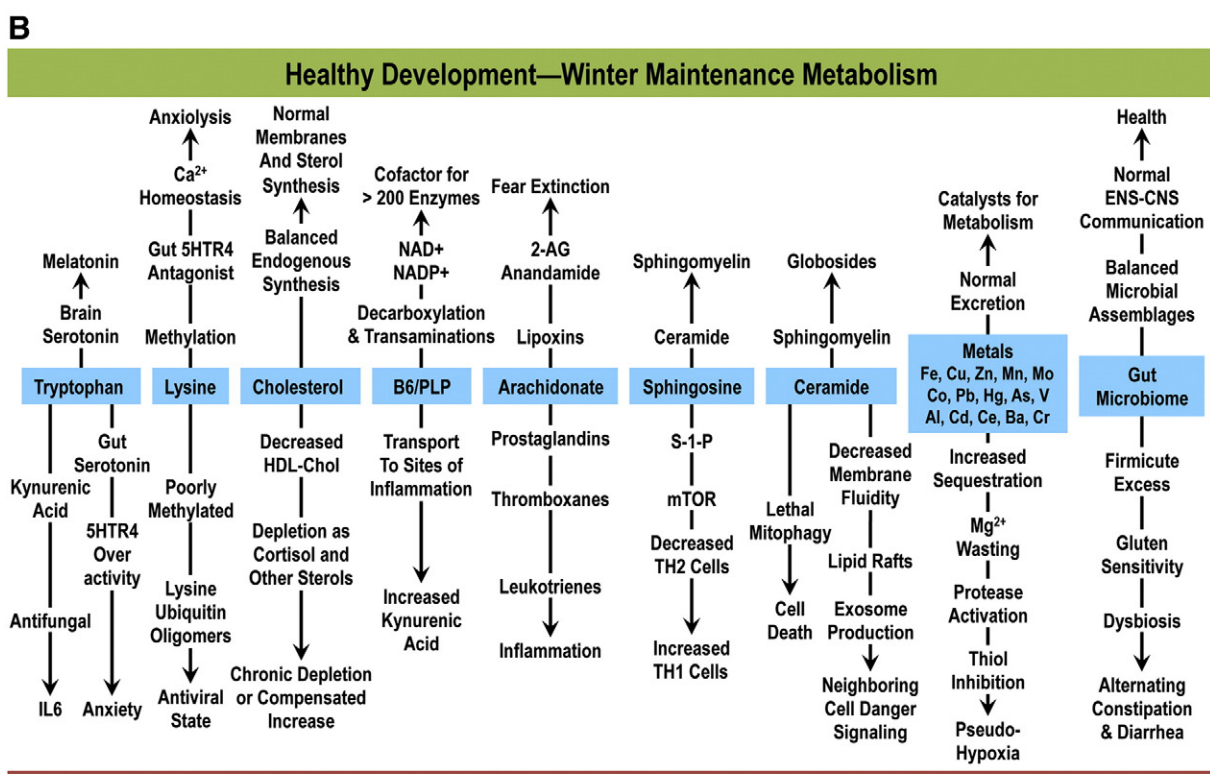 B
Healthy Development—Winter Maintenance Metabolism
Anxiolysis
Ca²⁺
Homeostasis
Gut 5HTR4
Antagonist
Methylation
Normal
Membranes
And Sterol
Synthesis
Balanced
Endogenous
Synthesis
Cofactor for
> 200 Enzymes
NAD+
NADP+
Decarboxylation
& Transaminations
Fear Extinction
2-AG
Anandamide
Lipoxins
Melatonin
Brain
Serotonin
Sphingomyelin
Ceramide
Globosides
Sphingomyelin
Catalysts for
Metabolism
Normal
Excretion
Health
Normal
ENS-CNS
Communication
Balanced
Microbial
Assemblages
Tryptophan
Lysine
Cholesterol
B6/PLP
Arachidonate
Sphingosine
Ceramide
Metals
Fe, Cu, Zn, Mn, Mo
Co, Pb, Hg, As, V
Al, Cd, Ce, Ba, Cr
Gut
Microbiome
Kynurenic
Acid
Antifungal
IL6
Gut
Serotonin
5HTR4
Over
activity
Anxiety
Poorly
Methylated
Lysine
Ubiquitin
Oligomers
Antiviral
State
Decreased
HDL-Chol
Depletion as
Cortisol and
Other Sterols
Chronic Depletion
or Compensated
Increase
Transport
To Sites of
Inflammation
Increased
Kynurenic
Acid
Prostaglandins
Thromboxanes
Leukotrienes
Inflammation
S-1-P
mTOR
Decreased
TH2 Cells
Increased
TH1 Cells
Lethal
Mitophagy
Cell
Death
Decreased
Membrane
Fluidity
Lipid Rafts
Exosome
Production
Neighboring
Cell Danger
Signaling
Increased
Sequestration
Mg²⁺
Wasting
Protease
Activation
Thiol
Inhibition
Pseudo-
Hypoxia
Firmicute
Excess
Gluten
Sensitivity
Dysbiosis
Alternating
Constipation
& Diarrhea